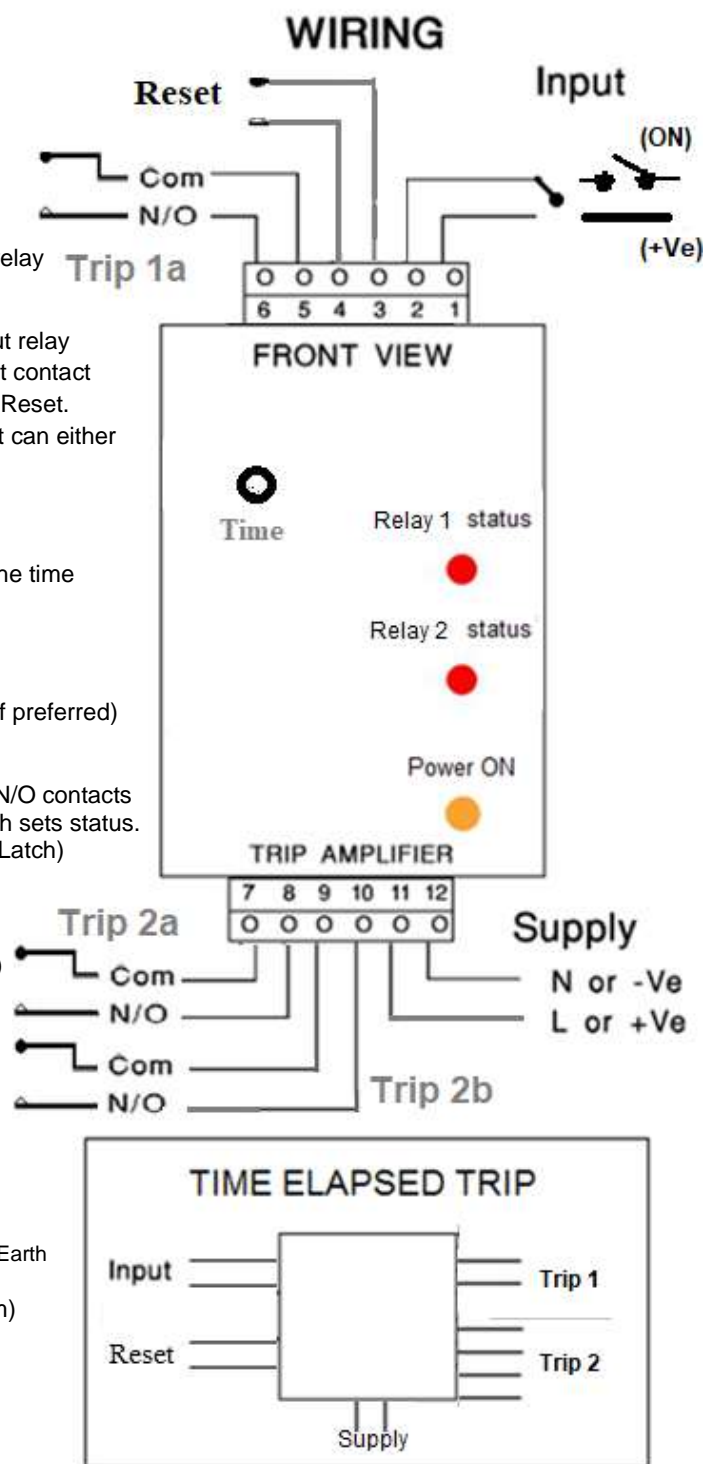 WIRING
Reset
Input
(ON)
Com
N/O
(+Ve)
elay
Trip 1a
6 5 4 3 2 1
ut relay
t contact
Reset.
t can either
FRONT VIEW
Time
Relay 1 status
ne time
Relay 2 status
f preferred)
Power ON
N/O contacts
h sets status.
Latch)
TRIP AMPLIFIER
7 8 9 10 11 12
Trip 2a
Supply
)
Com
N or -Ve
N/O
L or +Ve
Com
N/O
Trip 2b
TIME ELAPSED TRIP
Earth
Input
Trip 1
n)
Reset
Trip 2
Supply